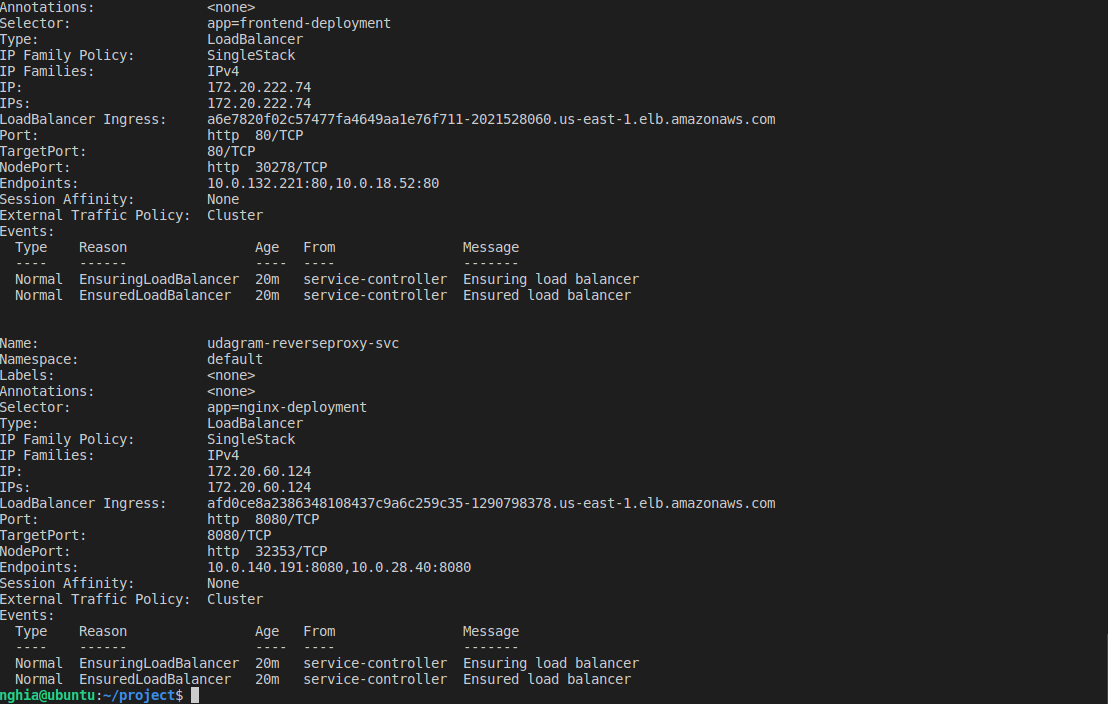 Annotations:              <none>
Selector:                 app=frontend-deployment
Type:                     LoadBalancer
IP Family Policy:         SingleStack
IP Families:              IPv4
IP:                       172.20.222.74
IPs:                      172.20.222.74
LoadBalancer Ingress:     a6e7820f02c57477fa4649aa1e76f711-2021528060.us-east-1.elb.amazonaws.com
Port:                     http  80/TCP
TargetPort:               80/TCP
NodePort:                 http  30278/TCP
Endpoints:                10.0.132.221:80,10.0.18.52:80
Session Affinity:         None
External Traffic Policy:  Cluster
Events:
  Type    Reason                Age   From                Message
  ----    ------                ----  ----                -------
  Normal  EnsuringLoadBalancer  20m   service-controller  Ensuring load balancer
  Normal  EnsuredLoadBalancer   20m   service-controller  Ensured load balancer
Name:                     udagram-reverseproxy-svc
Namespace:                default
Labels:                   <none>
Annotations:              <none>
Selector:                 app=nginx-deployment
Type:                     LoadBalancer
IP Family Policy:         SingleStack
IP Families:              IPv4
IP:                       172.20.60.124
IPs:                      172.20.60.124
LoadBalancer Ingress:     afd0ce8a2386348108437c9a6c259c35-1290798378.us-east-1.elb.amazonaws.com
Port:                     http  8080/TCP
TargetPort:               8080/TCP
NodePort:                 http  32353/TCP
Endpoints:                10.0.140.191:8080,10.0.28.40:8080
Session Affinity:         None
External Traffic Policy:  Cluster
Events:
  Type    Reason                Age   From                Message
  ----    ------                ----  ----                -------
  Normal  EnsuringLoadBalancer  20m   service-controller  Ensuring load balancer
  Normal  EnsuredLoadBalancer   20m   service-controller  Ensured load balancer
nghia@ubuntu:~/project$